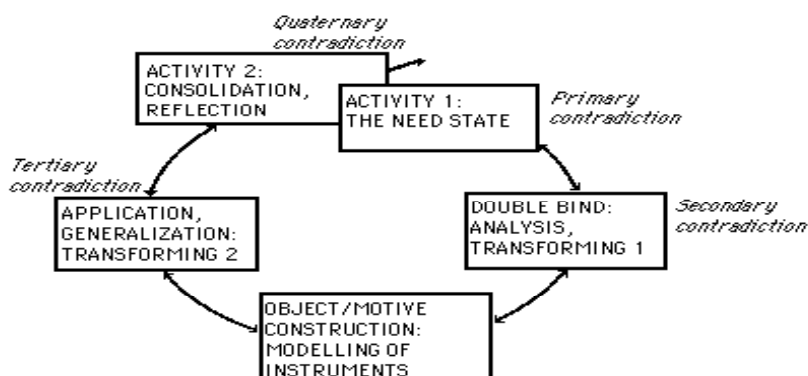 Quaternary
contradiction
ACTIVITY 2:
CONSOLIDATION,
REFLECTION
ACTIVITY 1:
THE NEED STATE
Primary
contradiction
Tertiary
contradiction
APPLICATION,
GENERALIZATION:
TRANSFORMING 2
DOUBLE BIND:
ANALYSIS,
TRANSFORMING 1
Secondary
contradiction
OBJECT/MOTIVE
CONSTRUCTION:
MODELLING OF
INSTRUMENTS